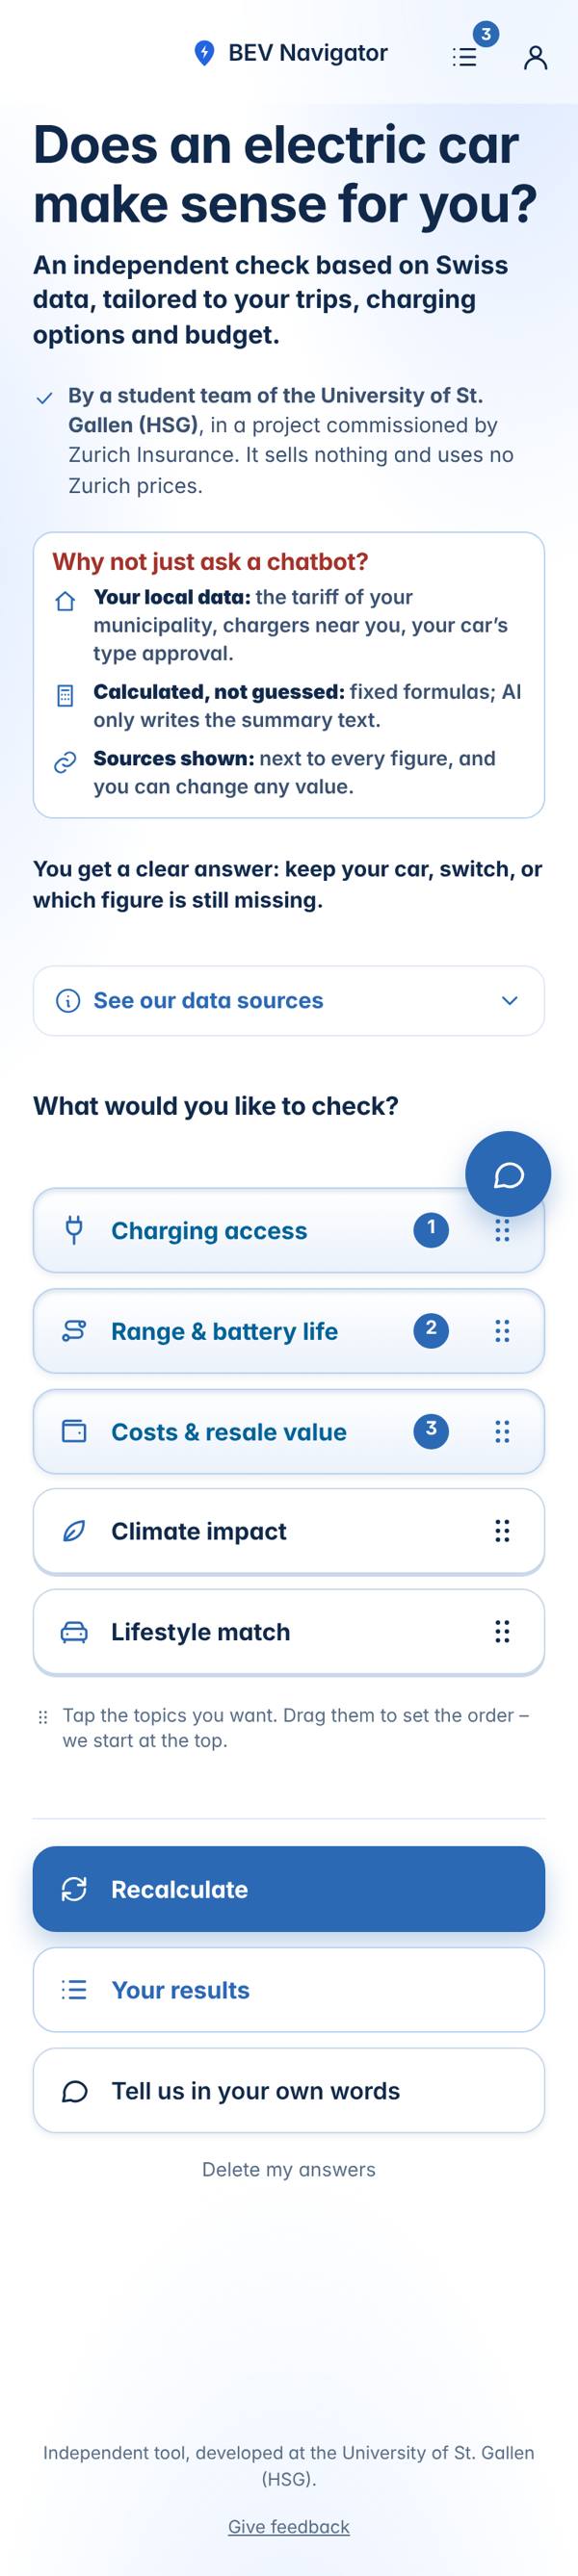 3
BEV Navigator
Does an electric car
make sense for you?
An independent check based on Swiss
data, tailored to your trips, charging
options and budget.
By a student team of the University of St.
Gallen (HSG), in a project commissioned by
Zurich Insurance. It sells nothing and uses no
Zurich prices.
Why not just ask a chatbot?
Your local data: the tariff of your
municipality, chargers near you, your car’s
type approval.
Calculated, not guessed: fixed formulas; AI
only writes the summary text.
Sources shown: next to every figure, and
you can change any value.
You get a clear answer: keep your car, switch, or
which figure is still missing.
See our data sources
What would you like to check?
Charging access 1
Range & battery life 2
Costs & resale value 3
Climate impact
Lifestyle match
Tap the topics you want. Drag them to set the order –
we start at the top.
Recalculate
Your results
Tell us in your own words
Delete my answers
Independent tool, developed at the University of St. Gallen
(HSG).
Give feedback